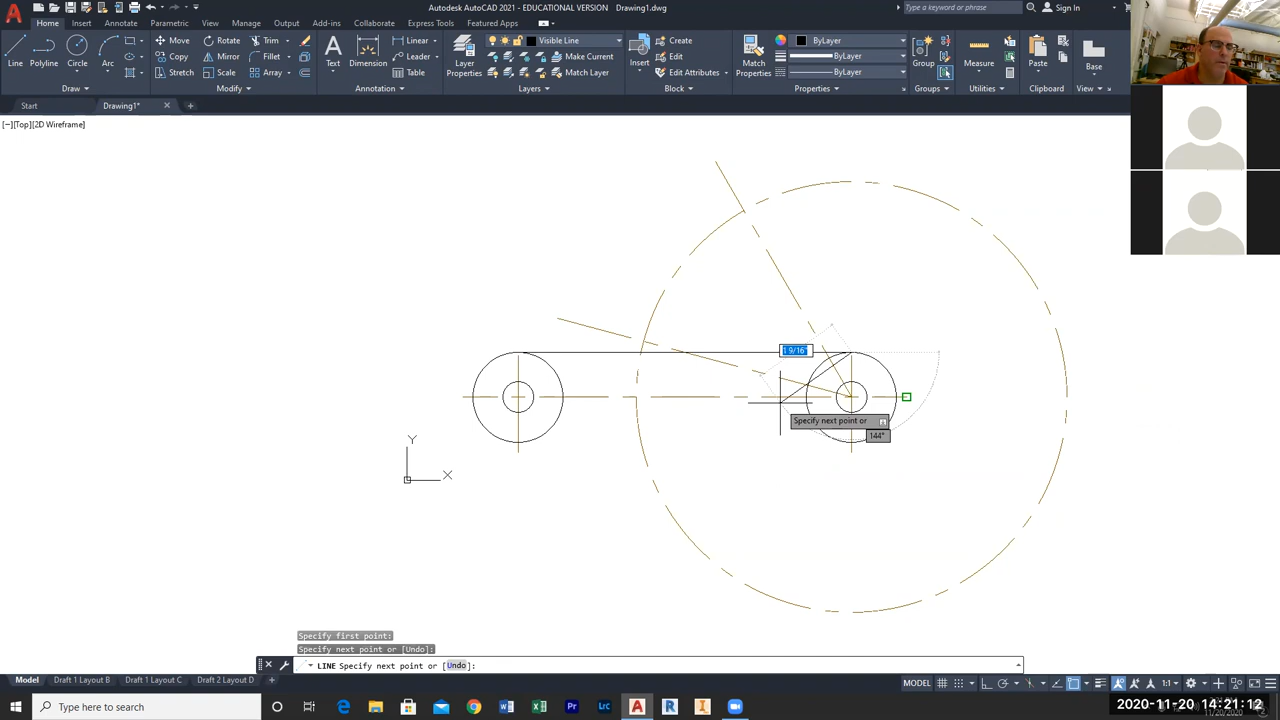 Autodesk AutoCAD 2021 - EDUCATIONAL VERSION Drawing1.dwg
Type a keyword or phrase
Sign In
Home Insert Annotate Parametric View Manage Output Add-ins Collaborate Express Tools Featured Apps
Line Polyline Circle Arc
Move Rotate Trim
Copy Mirror Fillet
Stretch Scale Array
Text Dimension
Linear
Leader
Table
Layer Properties
Visible Line
Make Current
Match Layer
Insert
Create
Edit
Edit Attributes
Match Properties
ByLayer
ByLayer
ByLayer
Group
Measure
Paste
Base
Draw Modify Annotation Layers Block Properties Groups Utilities Clipboard View
Start Drawing1*
[−][Top][2D Wireframe]
1 9/16"
Specify next point or
144°
Y
X
Specify first point:
Specify next point or [Undo]:
LINE Specify next point or [Undo]:
Model Draft 1 Layout B Draft 1 Layout C Draft 2 Layout D
MODEL 1:1
Type here to search
2020-11-20 14:21:12